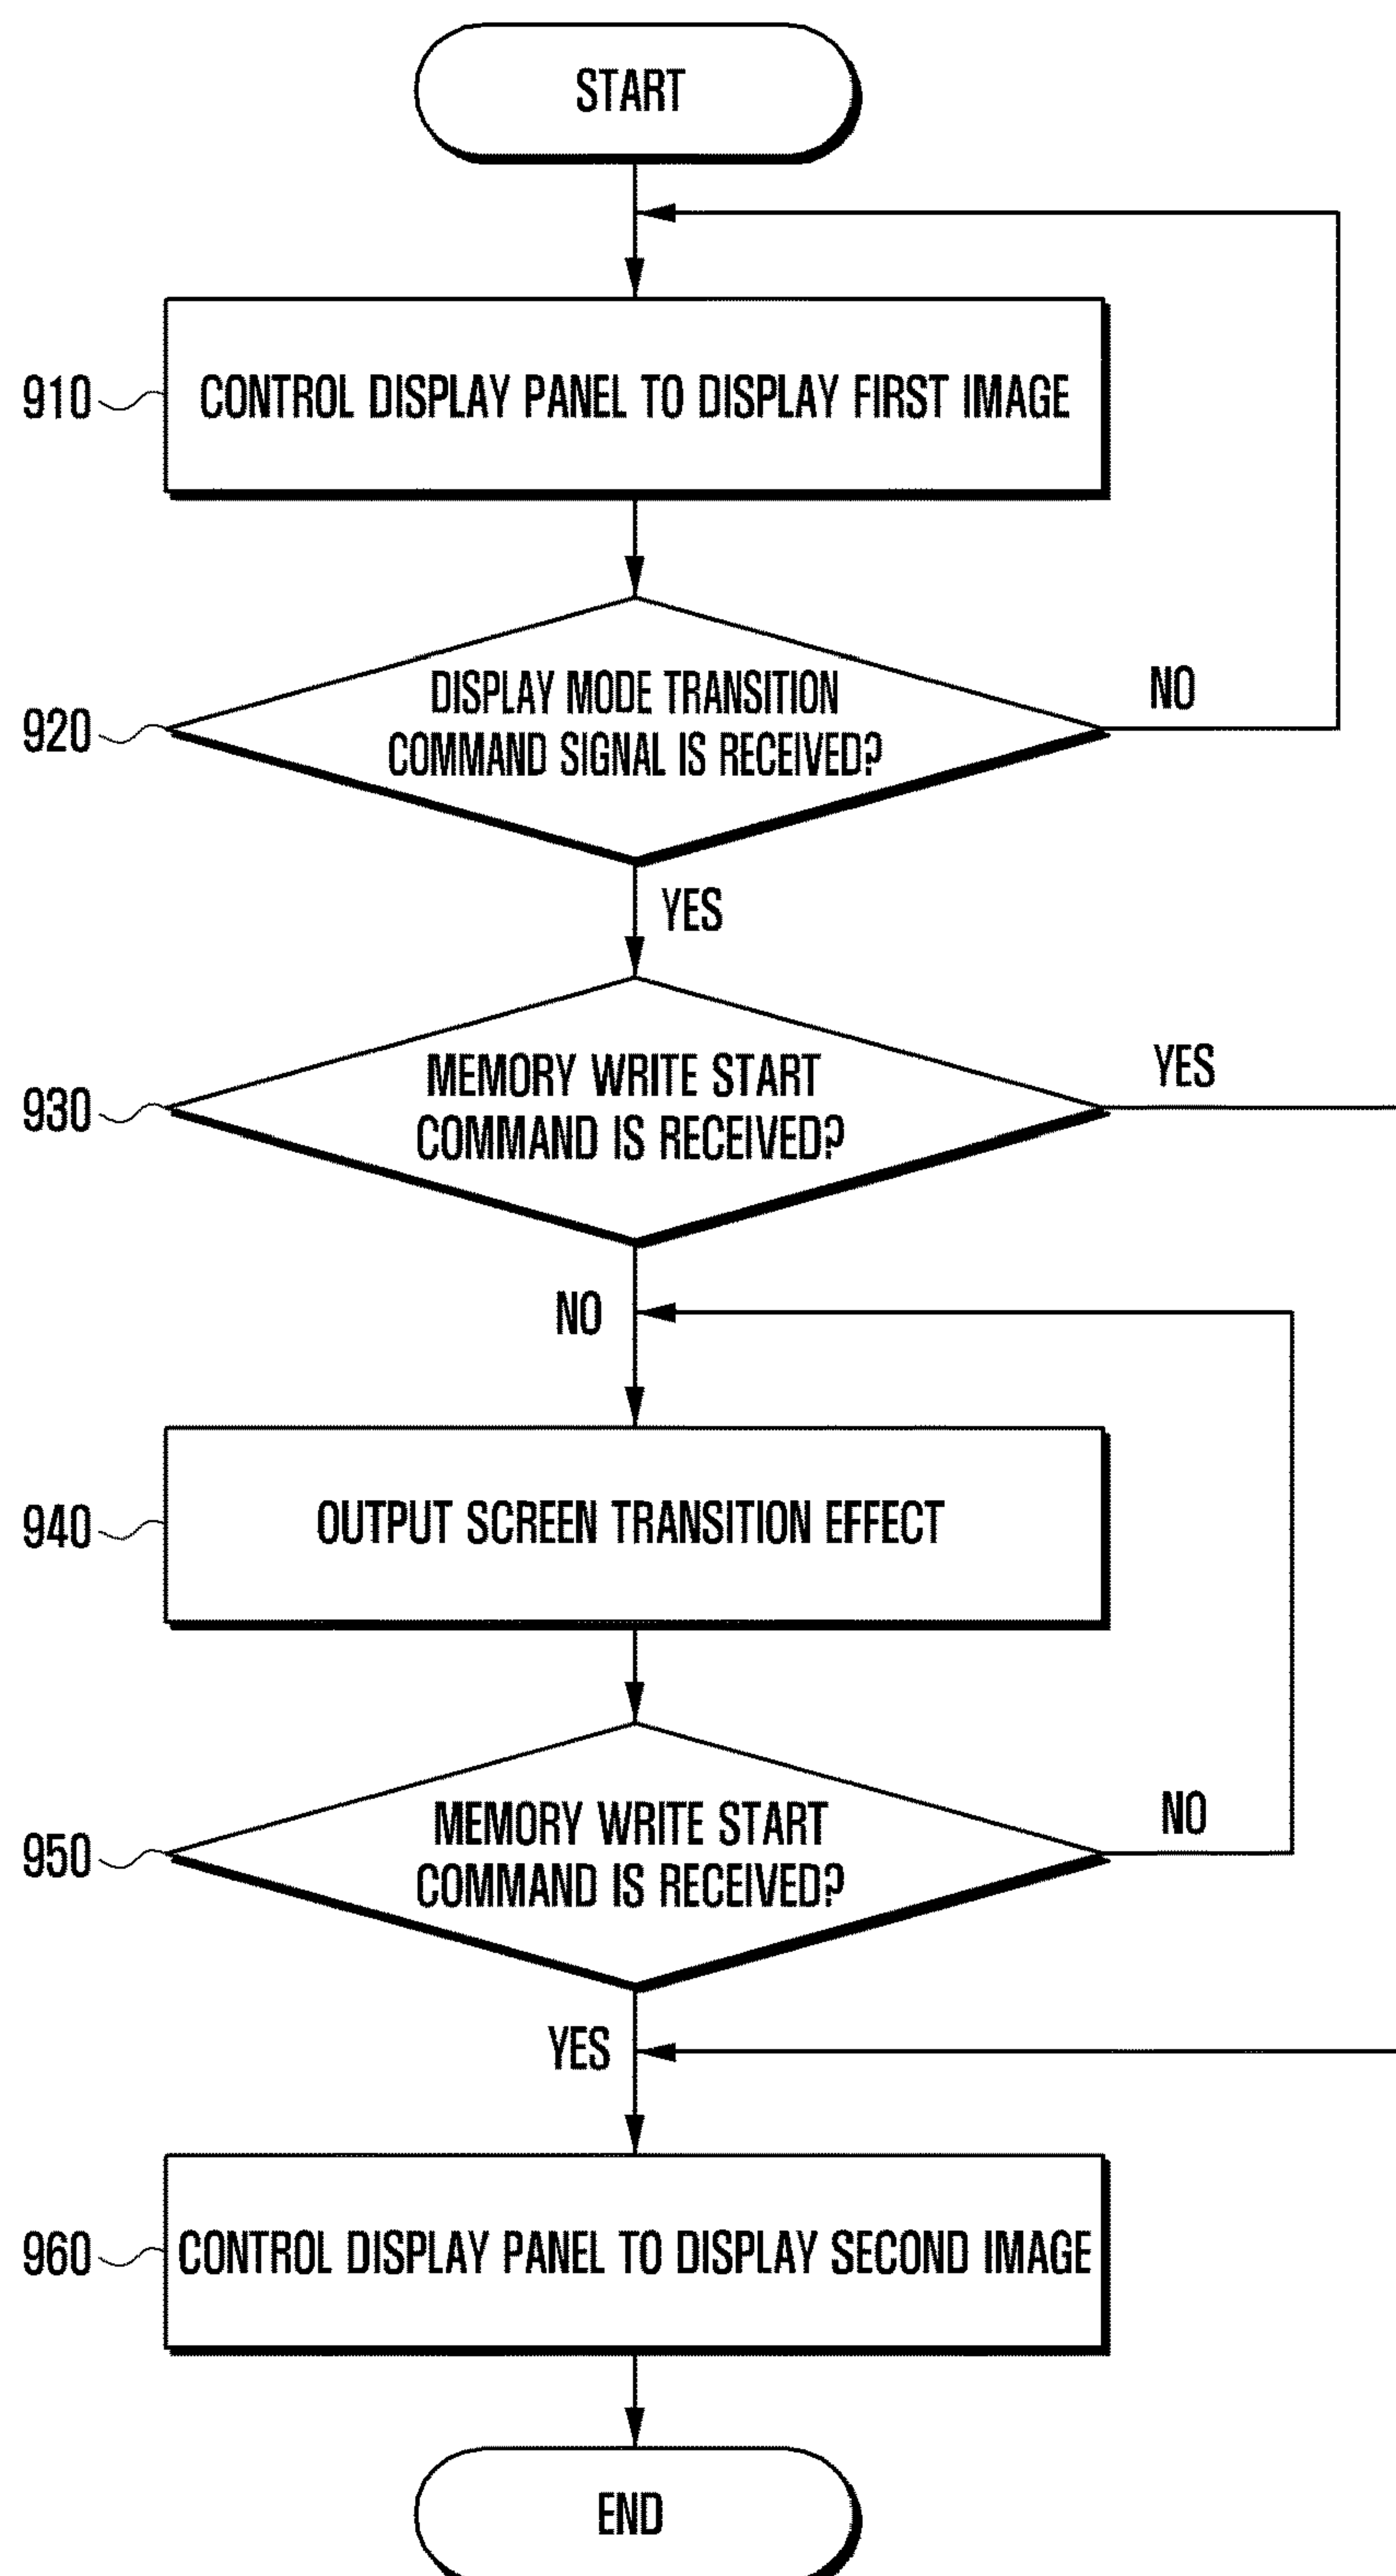 START
910
CONTROL DISPLAY PANEL TO DISPLAY FIRST IMAGE
920
DISPLAY MODE TRANSITION
COMMAND SIGNAL IS RECEIVED?
NO
YES
930
MEMORY WRITE START
COMMAND IS RECEIVED?
YES
NO
940
OUTPUT SCREEN TRANSITION EFFECT
950
MEMORY WRITE START
COMMAND IS RECEIVED?
NO
YES
960
CONTROL DISPLAY PANEL TO DISPLAY SECOND IMAGE
END